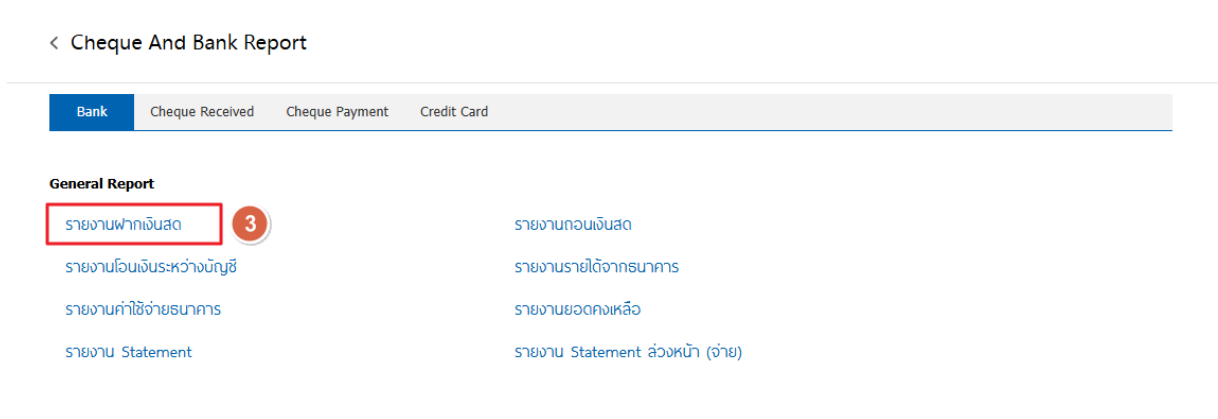 < Cheque And Bank Report
Bank Cheque Received Cheque Payment Credit Card
General Report
รายงานฝากเงินสด 3 รายงานถอนเงินสด
รายงานโอนเงินระหว่างบัญชี รายงานรายได้จากธนาคาร
รายงานค่าใช้จ่ายธนาคาร รายงานยอดคงเหลือ
รายงาน Statement รายงาน Statement ล่วงหน้า (จ่าย)